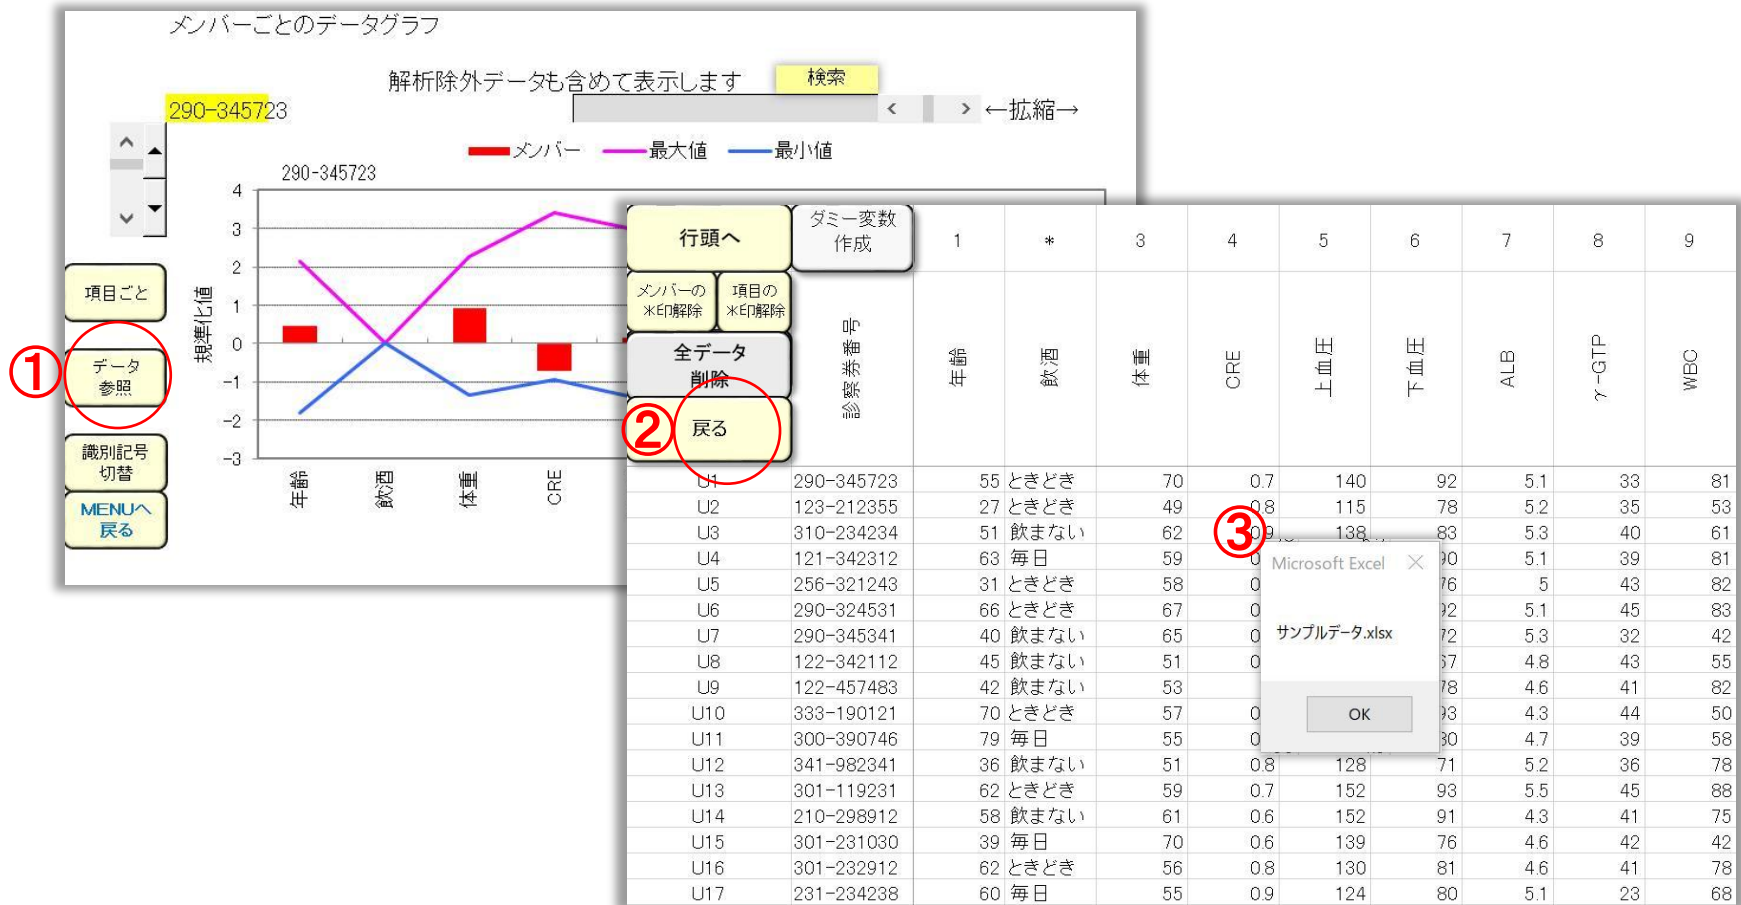 メンバーごとのデータグラフ
解析除外データも含めて表示します
検索
290-345723
←拡縮→
メンバー 最大値 最小値
290-345723
4
3
2
1
0
-1
-2
-3
規準化値
年齢 飲酒 体重 CRE
項目ごと
①
データ
参照
識別記号
切替
MENUへ
戻る
行頭へ
ダミー変数
作成
メンバーの
*印解除
項目の
*印解除
全データ
削除
②
戻る
1 * 3 4 5 6 7 8 9
診察券番号 年齢 飲酒 体重 CRE 上血圧 下血圧 ALB γ-GTP WBC
U1 290-345723 55 ときどき 70 0.7 140 92 5.1 33 81
U2 123-212355 27 ときどき 49 0.8 115 78 5.2 35 53
U3 310-234234 51 飲まない 62 0.9 138 83 5.3 40 61
U4 121-342312 63 毎日 59 90 5.1 39 81
U5 256-321243 31 ときどき 58 76 5 43 82
U6 290-324531 66 ときどき 67 92 5.1 45 83
U7 290-345341 40 飲まない 65 72 5.3 32 42
U8 122-342112 45 飲まない 51 67 4.8 43 55
U9 122-457483 42 飲まない 53 78 4.6 41 82
U10 333-190121 70 ときどき 57 93 4.3 44 50
U11 300-390746 79 毎日 55 80 4.7 39 58
U12 341-982341 36 飲まない 51 0.8 128 71 5.2 36 78
U13 301-119231 62 ときどき 59 0.7 152 93 5.5 45 88
U14 210-298912 58 飲まない 61 0.6 152 91 4.3 41 75
U15 301-231030 39 毎日 70 0.6 139 76 4.6 42 42
U16 301-232912 62 ときどき 56 0.8 130 81 4.6 41 78
U17 231-234238 60 毎日 55 0.9 124 80 5.1 23 68
③
Microsoft Excel
サンプルデータ.xlsx
OK